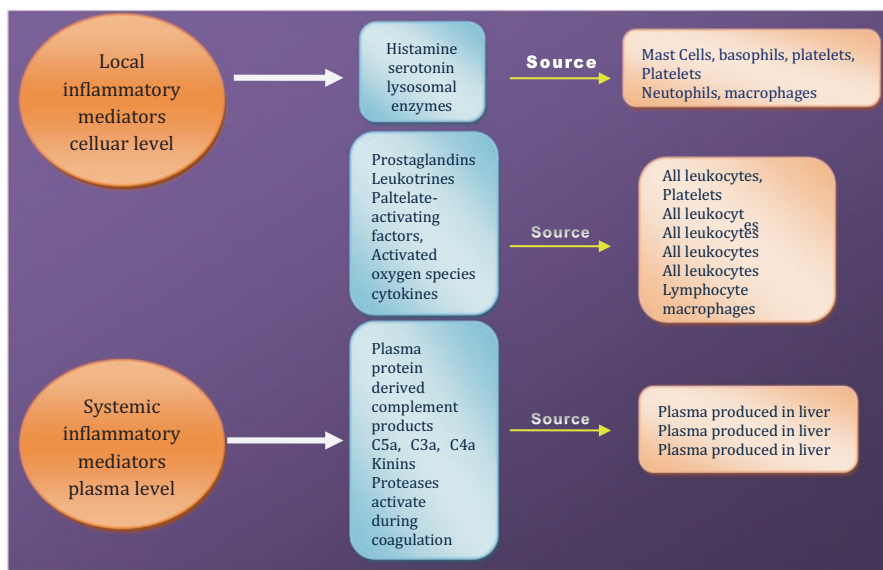 Local
inflammatory
mediators
celluar level
Histamine
serotonin
lysosomal
enzymes
Source
Mast Cells, basophils, platelets,
Platelets
Neutophils, macrophages
Prostaglandins
Leukotrines
Paltelate-
activating
factors,
Activated
oxygen species
cytokines
Source
All leukocytes,
Platelets
All leukocyt
es
All leukocytes
All leukocytes
All leukocytes
Lymphocyte
macrophages
Systemic
inflammatory
mediators
plasma level
Plasma
protein
derived
complement
products
C5a, C3a, C4a
Kinins
Proteases
activate
during
coagulation
Source
Plasma produced in liver
Plasma produced in liver
Plasma produced in liver